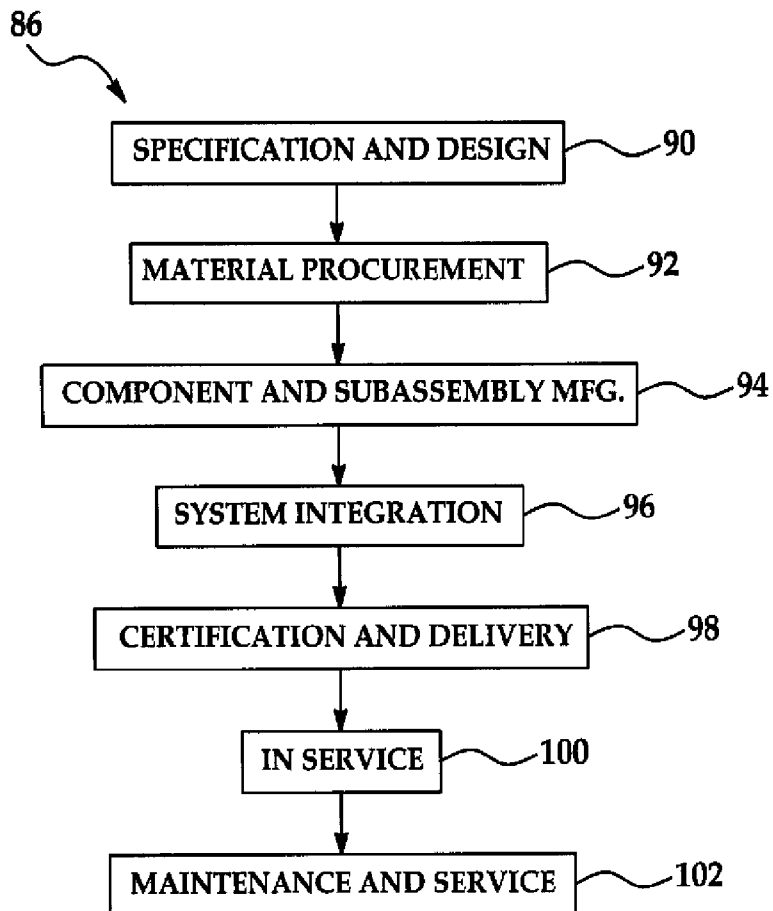 86
SPECIFICATION AND DESIGN 90
MATERIAL PROCUREMENT 92
COMPONENT AND SUBASSEMBLY MFG. 94
SYSTEM INTEGRATION 96
CERTIFICATION AND DELIVERY 98
IN SERVICE 100
MAINTENANCE AND SERVICE 102